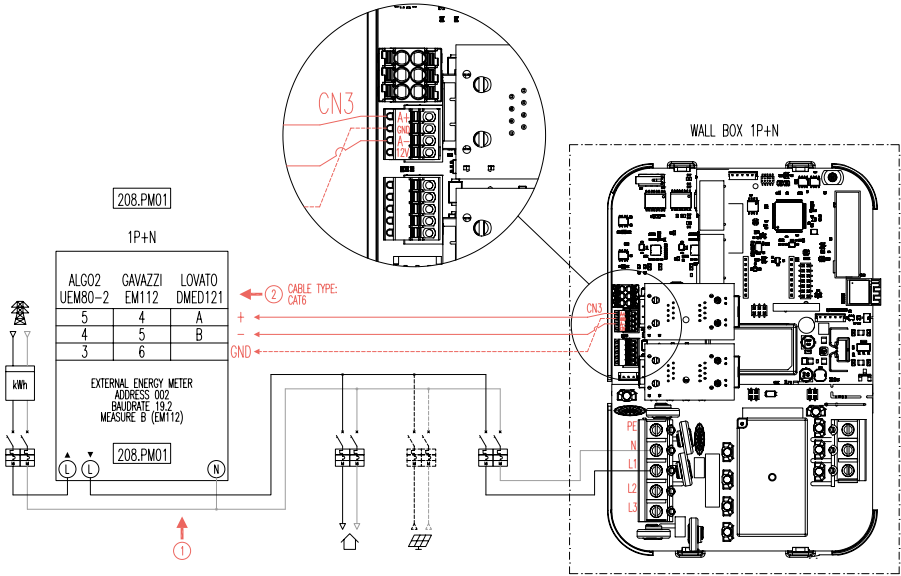 CN3
A+
GND
A-
12V
WALL BOX 1P+N
208.PM01
1P+N
ALGO2 UEM80-2
GAVAZZI EM112
LOVATO DMED121
2 CABLE TYPE:
CAT6
5 4 A +
4 5 B -
3 6 GND
CN3
kWh
EXTERNAL ENERGY METER
ADDRESS 002
BAUDRATE 19.2
MEASURE B (EM112)
208.PM01
L L N
PE
N
L1
L2
L3
1